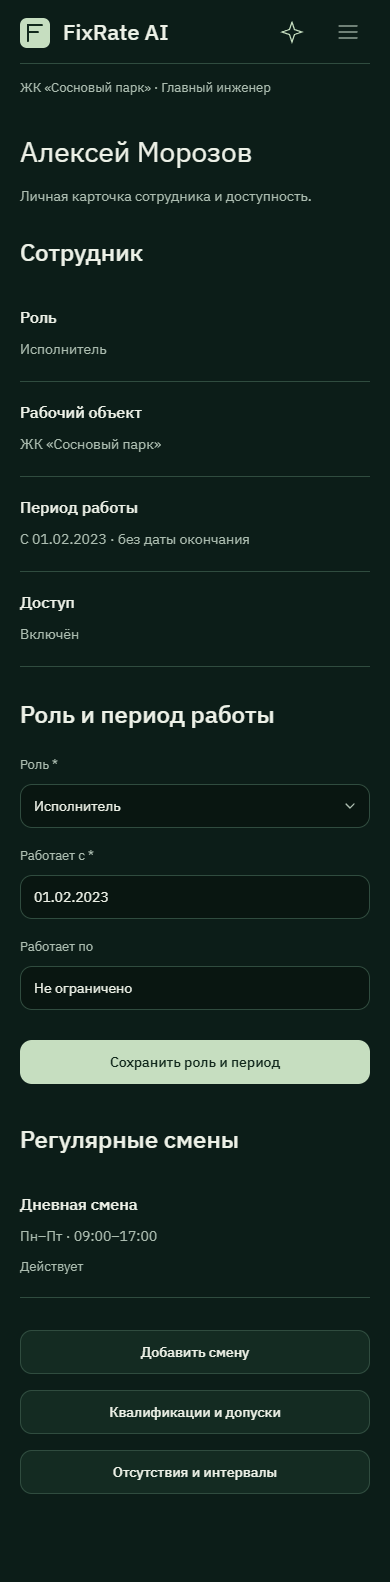 FixRate AI
ЖК «Сосновый парк» · Главный инженер
Алексей Морозов
Личная карточка сотрудника и доступность.
Сотрудник
Роль
Исполнитель
Рабочий объект
ЖК «Сосновый парк»
Период работы
С 01.02.2023 · без даты окончания
Доступ
Включён
Роль и период работы
Роль *
Исполнитель
Работает с *
01.02.2023
Работает по
Не ограничено
Сохранить роль и период
Регулярные смены
Дневная смена
Пн–Пт · 09:00–17:00
Действует
Добавить смену
Квалификации и допуски
Отсутствия и интервалы